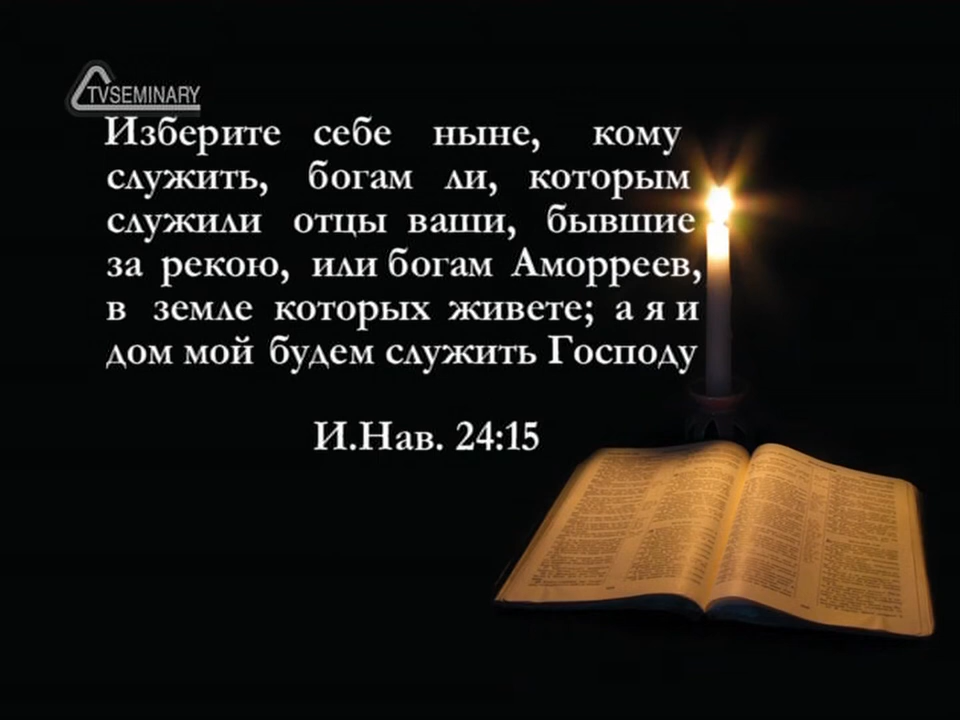 TVSEMINARY
Изберите себе ныне, кому
служить, богам ли, которым
служили отцы ваши, бывшие
за рекою, или богам Аморреев,
в земле которых живете; а я и
дом мой будем служить Господу
И.Нав. 24:15